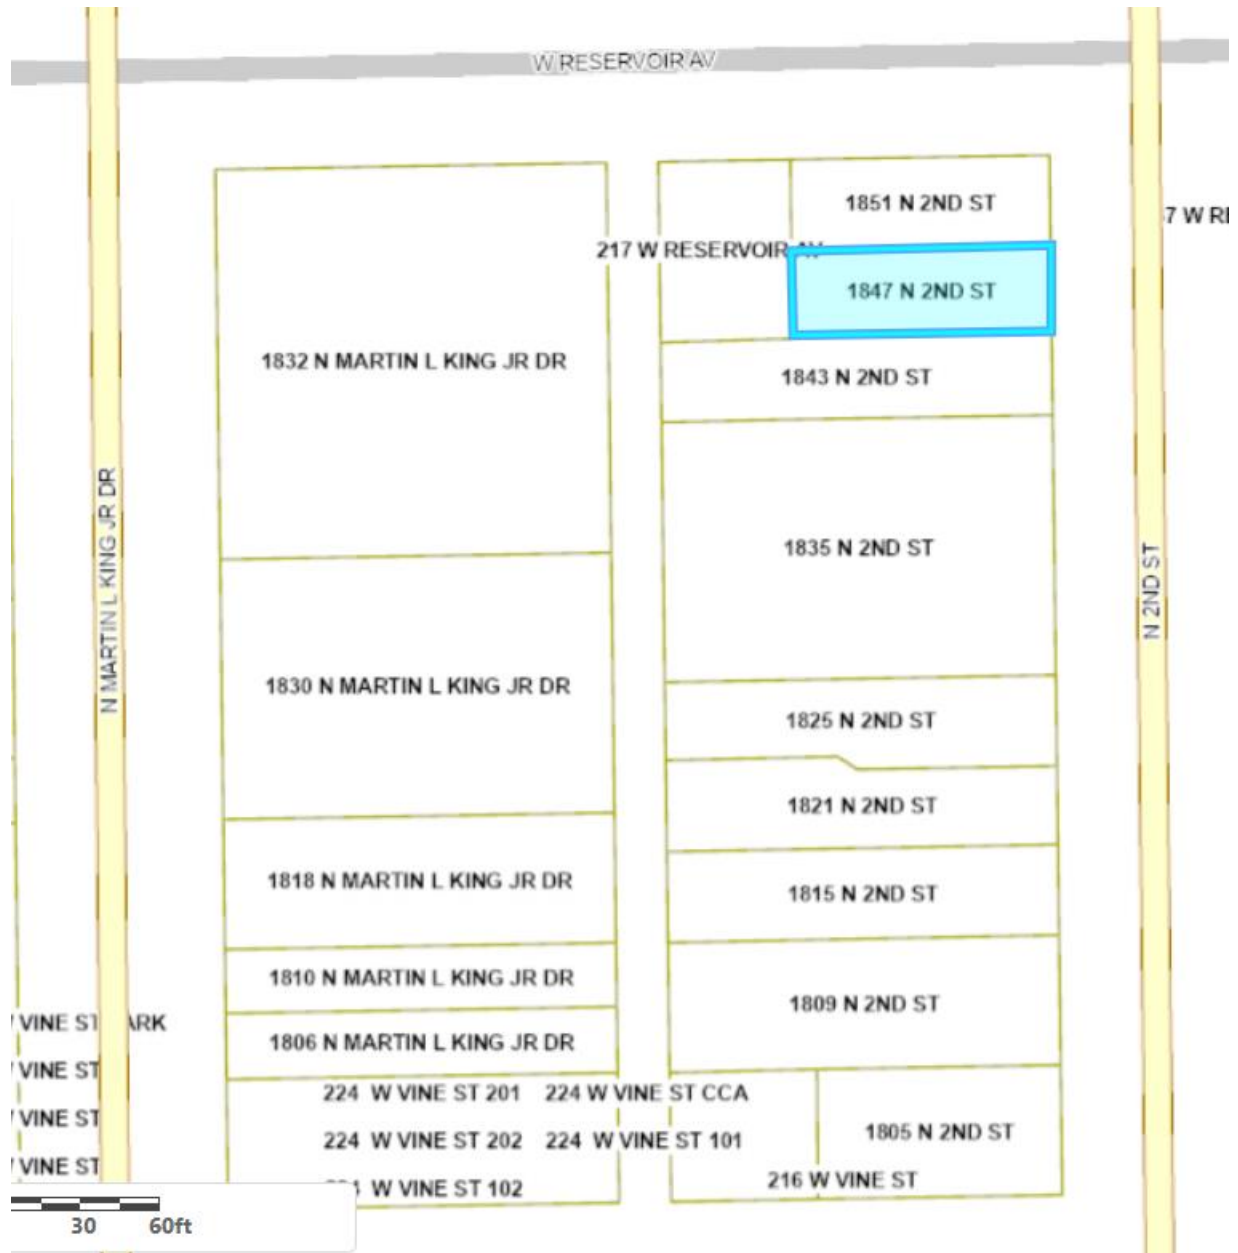 W RESERVOIR AV
1851 N 2ND ST
7 W RE
217 W RESERVOIR AV
1847 N 2ND ST
1832 N MARTIN L KING JR DR
1843 N 2ND ST
N MARTIN L KING JR DR
1835 N 2ND ST
N 2ND ST
1830 N MARTIN L KING JR DR
1825 N 2ND ST
1821 N 2ND ST
1818 N MARTIN L KING JR DR
1815 N 2ND ST
1810 N MARTIN L KING JR DR
1809 N 2ND ST
VINE ST ARK
1806 N MARTIN L KING JR DR
VINE ST
224 W VINE ST 201
224 W VINE ST CCA
VINE ST
224 W VINE ST 202
224 W VINE ST 101
1805 N 2ND ST
VINE ST
W VINE ST 102
216 W VINE ST
30 60ft